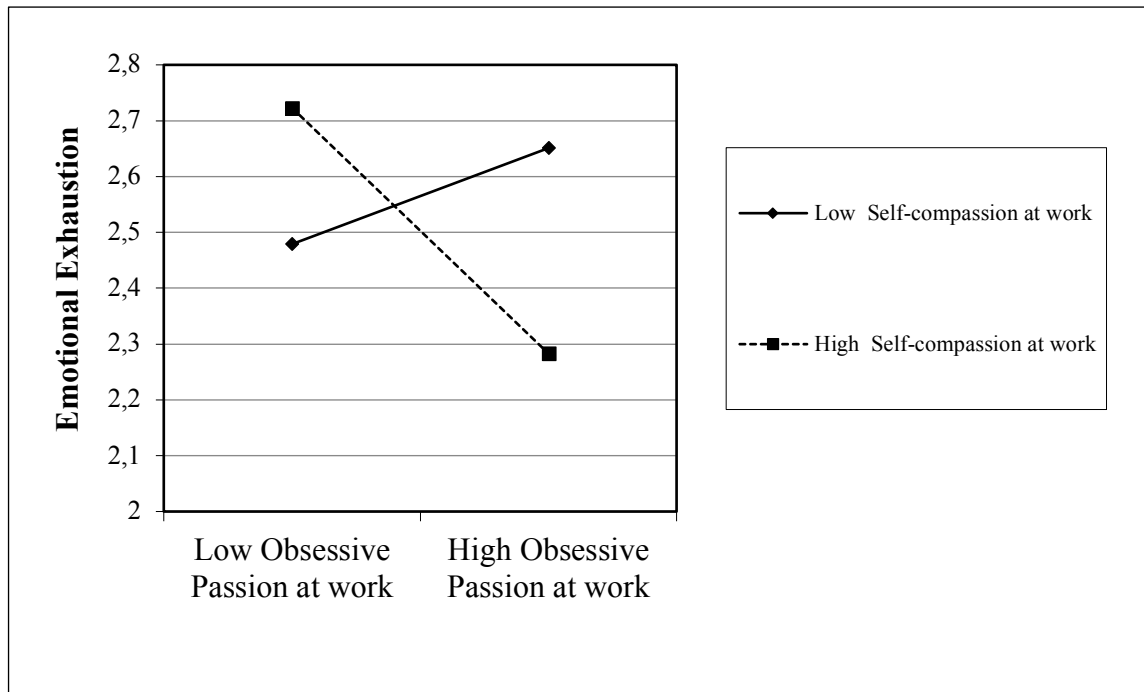 2,8
2,7
2,6
2,5
2,4
2,3
2,2
2,1
2
Emotional Exhaustion
Low Obsessive
Passion at work
High Obsessive
Passion at work
Low Self-compassion at work
High Self-compassion at work